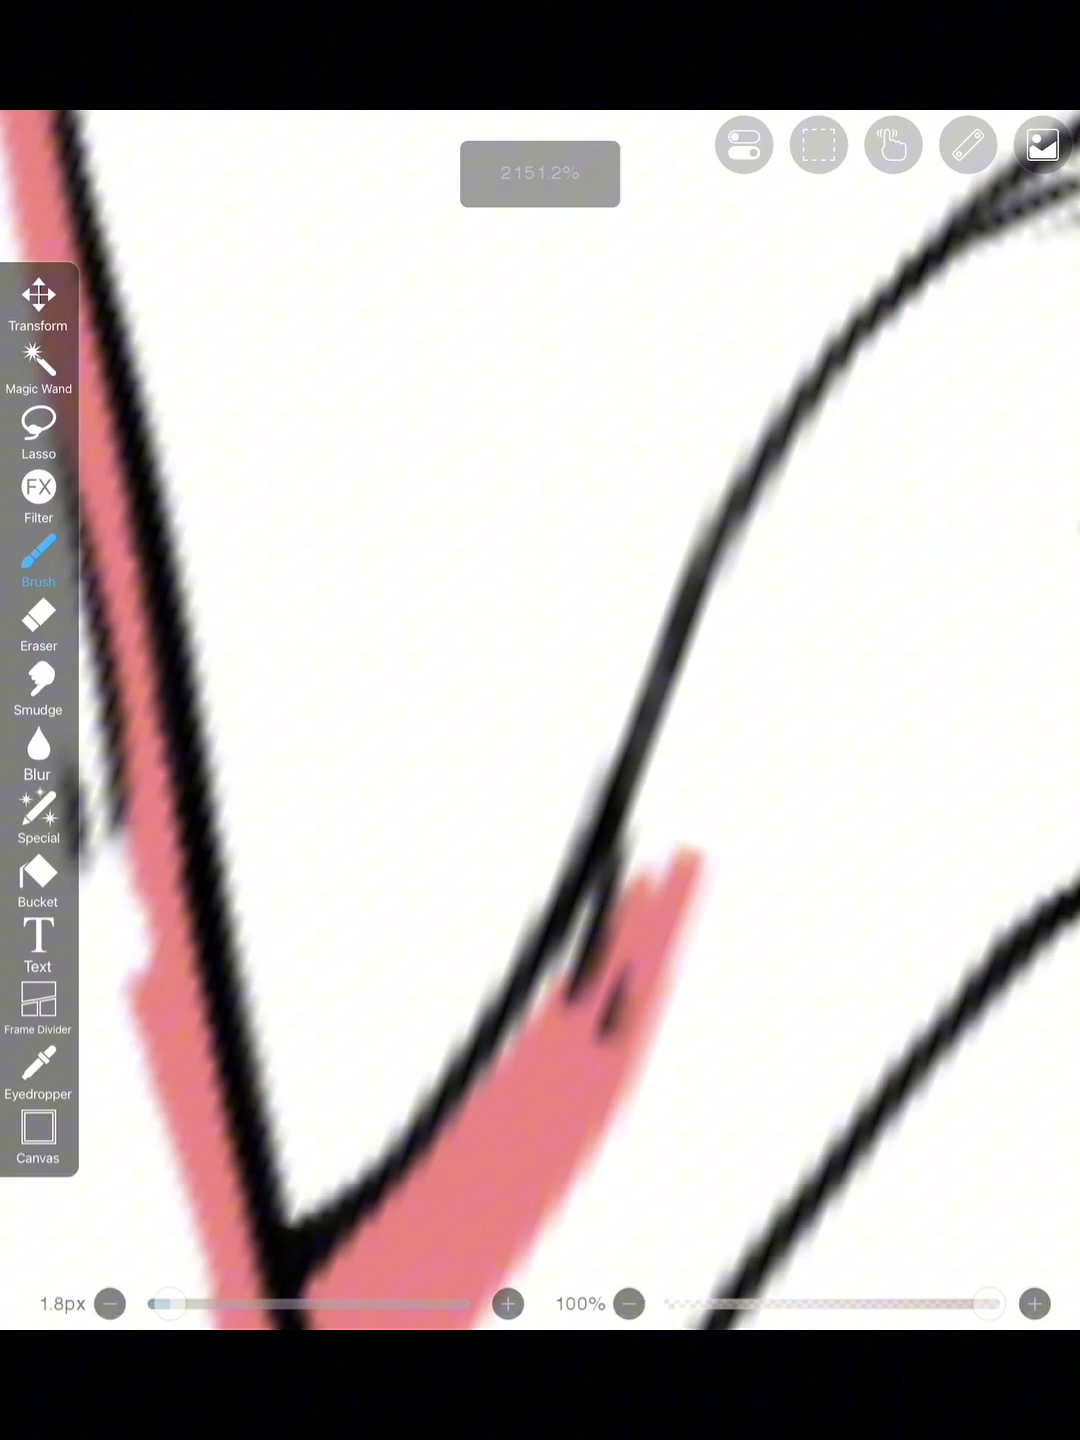 2151.2%
Transform
Magic Wand
Lasso
FX
Filter
Brush
Eraser
Smudge
Blur
Special
Bucket
T
Text
Frame Divider
Eyedropper
Canvas
1.8px
100%